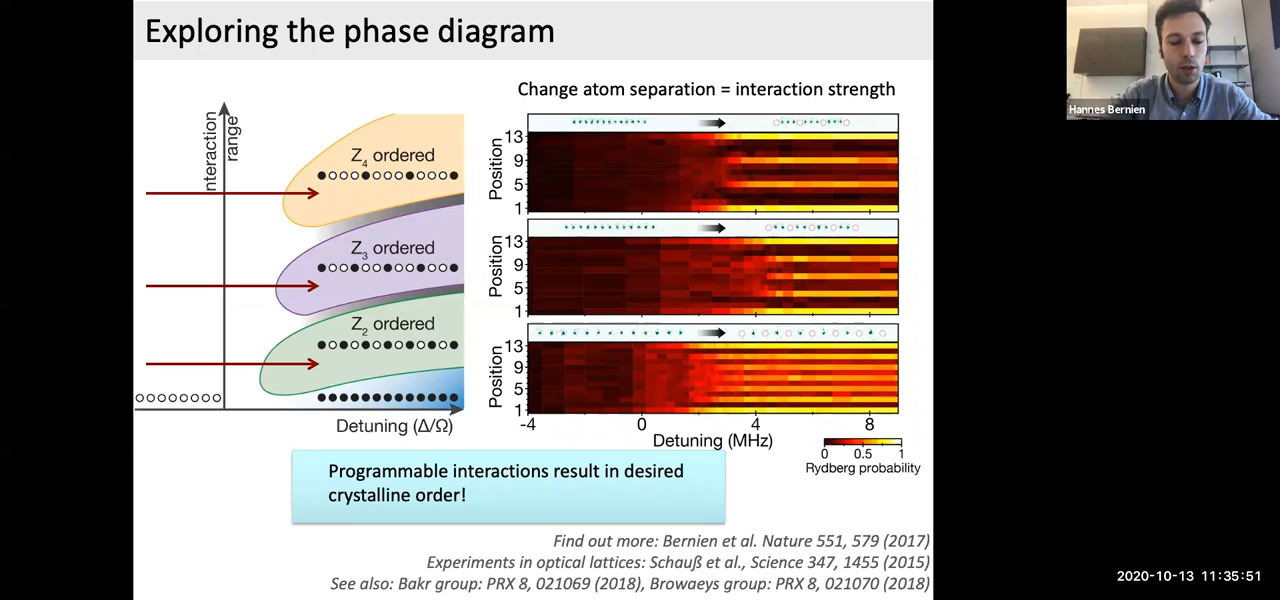 Exploring the phase diagram
Hannes Bernien
Change atom separation = interaction strength
nteraction
range
Z4 ordered
Z3 ordered
Z2 ordered
Detuning (Δ/Ω)
Position
13
9
5
1
Position
13
9
5
1
Position
13
9
5
1
-4
0
4
8
Detuning (MHz)
0
0.5
1
Rydberg probability
Programmable interactions result in desired
crystalline order!
Find out more: Bernien et al. Nature 551, 579 (2017)
Experiments in optical lattices: Schauß et al., Science 347, 1455 (2015)
See also: Bakr group: PRX 8, 021069 (2018), Browaeys group: PRX 8, 021070 (2018)
2020-10-13 11:35:51